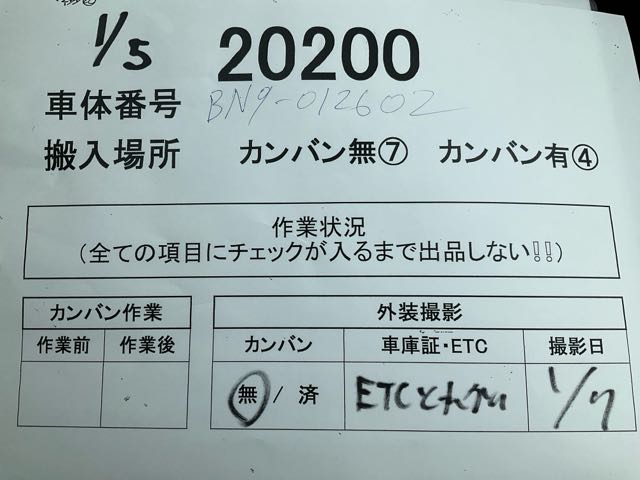 1/5 20200
車体番号 BN9-012602
搬入場所 カンバン無⑦ カンバン有④
作業状況
(全ての項目にチェックが入るまで出品しない!!)
カンバン作業
作業前 作業後
外装撮影
カンバン 車庫証・ETC 撮影日
無 / 済 ETC 1/7